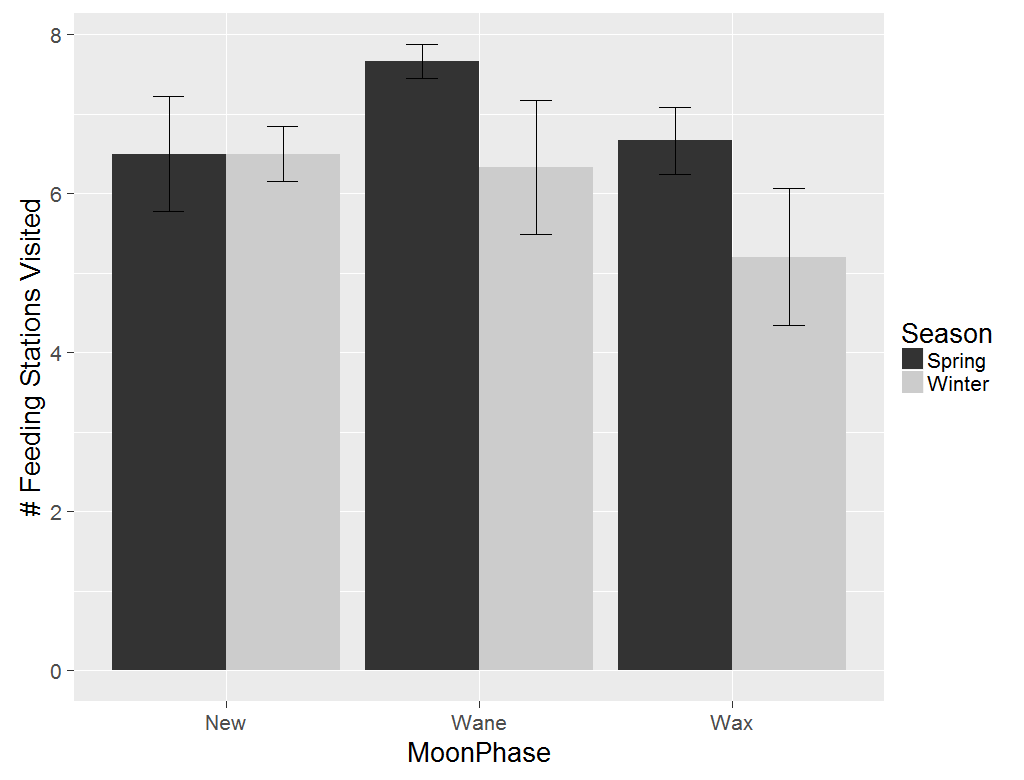 8
6
4
2
0
# Feeding Stations Visited
New
Wane
Wax
MoonPhase
Season
Spring
Winter